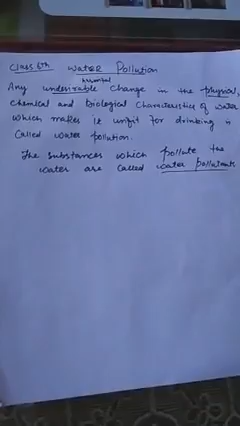 Class 6th Water Pollution
harmful
Any undesirable change in the physical,
chemical and biological characteristics of water
which makes it unfit for drinking is
called water pollution.
The substances which pollute the
water are called water pollutants